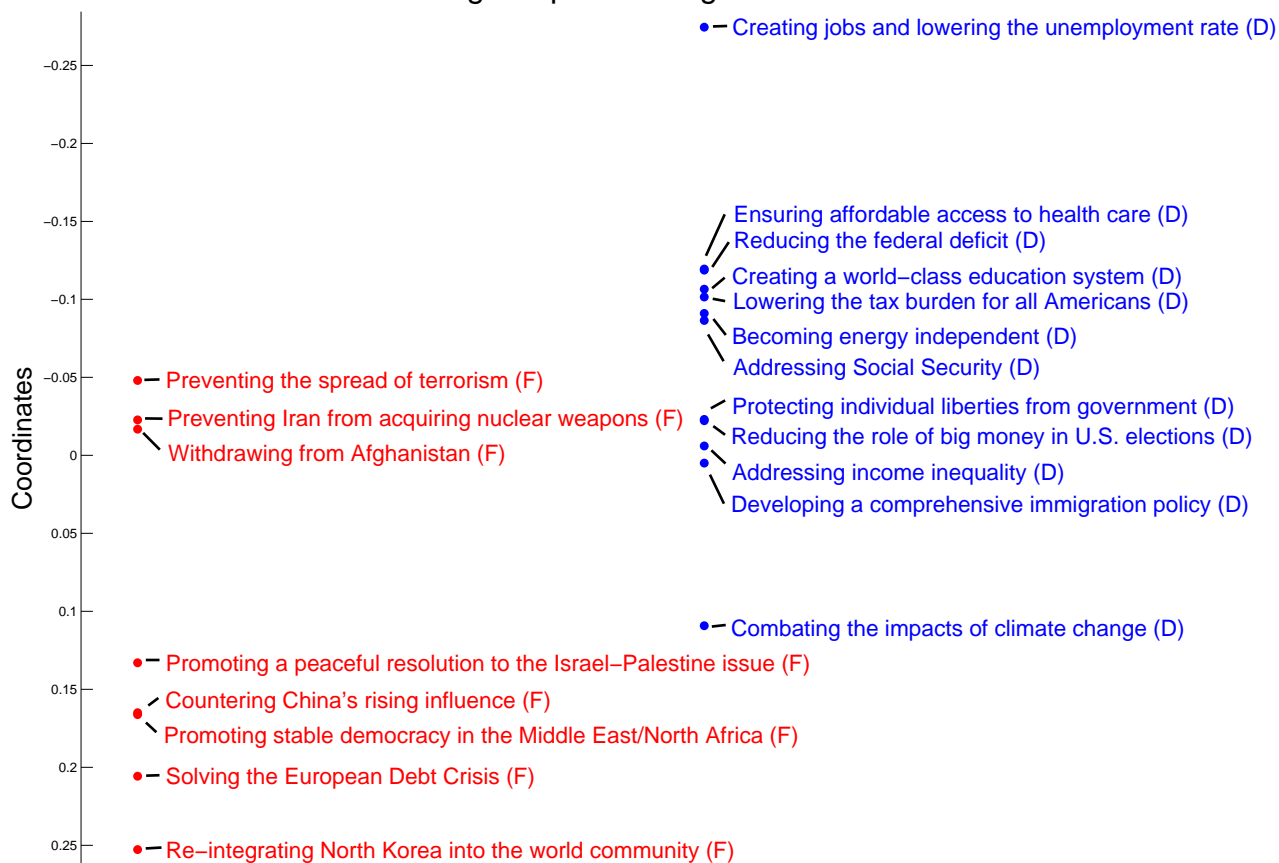 Creating jobs and lowering the unemployment rate (D)
−0.25
−0.2
−0.15
Ensuring affordable access to health care (D)
Reducing the federal deficit (D)
Creating a world−class education system (D)
−0.1
Lowering the tax burden for all Americans (D)
Becoming energy independent (D)
Addressing Social Security (D)
−0.05
Preventing the spread of terrorism (F)
Protecting individual liberties from government (D)
Preventing Iran from acquiring nuclear weapons (F)
Reducing the role of big money in U.S. elections (D)
Coordinates
0
Withdrawing from Afghanistan (F)
Addressing income inequality (D)
Developing a comprehensive immigration policy (D)
0.05
0.1
Combating the impacts of climate change (D)
Promoting a peaceful resolution to the Israel−Palestine issue (F)
0.15
Countering China's rising influence (F)
Promoting stable democracy in the Middle East/North Africa (F)
0.2
Solving the European Debt Crisis (F)
0.25
Re−integrating North Korea into the world community (F)